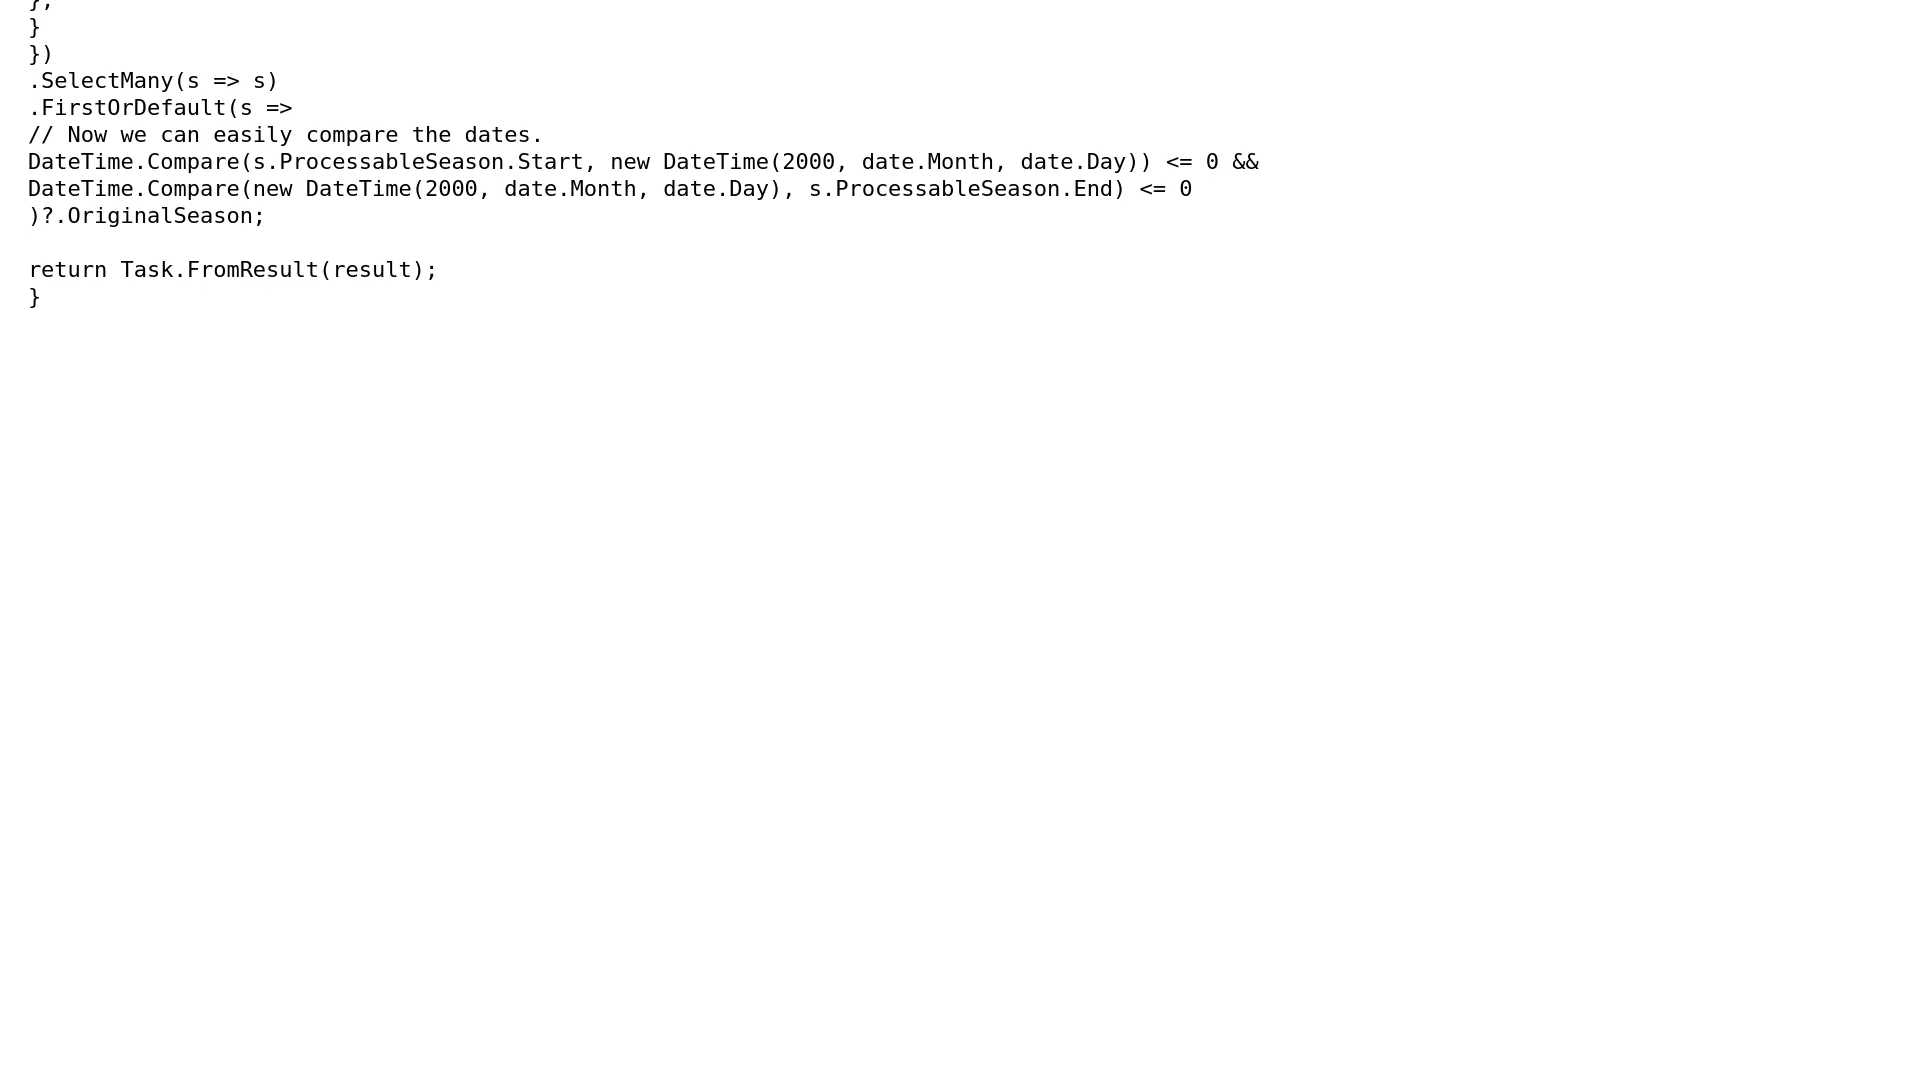 },
}
})
.SelectMany(s => s)
.FirstOrDefault(s =>
// Now we can easily compare the dates.
DateTime.Compare(s.ProcessableSeason.Start, new DateTime(2000, date.Month, date.Day)) <= 0 &&
DateTime.Compare(new DateTime(2000, date.Month, date.Day), s.ProcessableSeason.End) <= 0
)?.OriginalSeason;

return Task.FromResult(result);
}